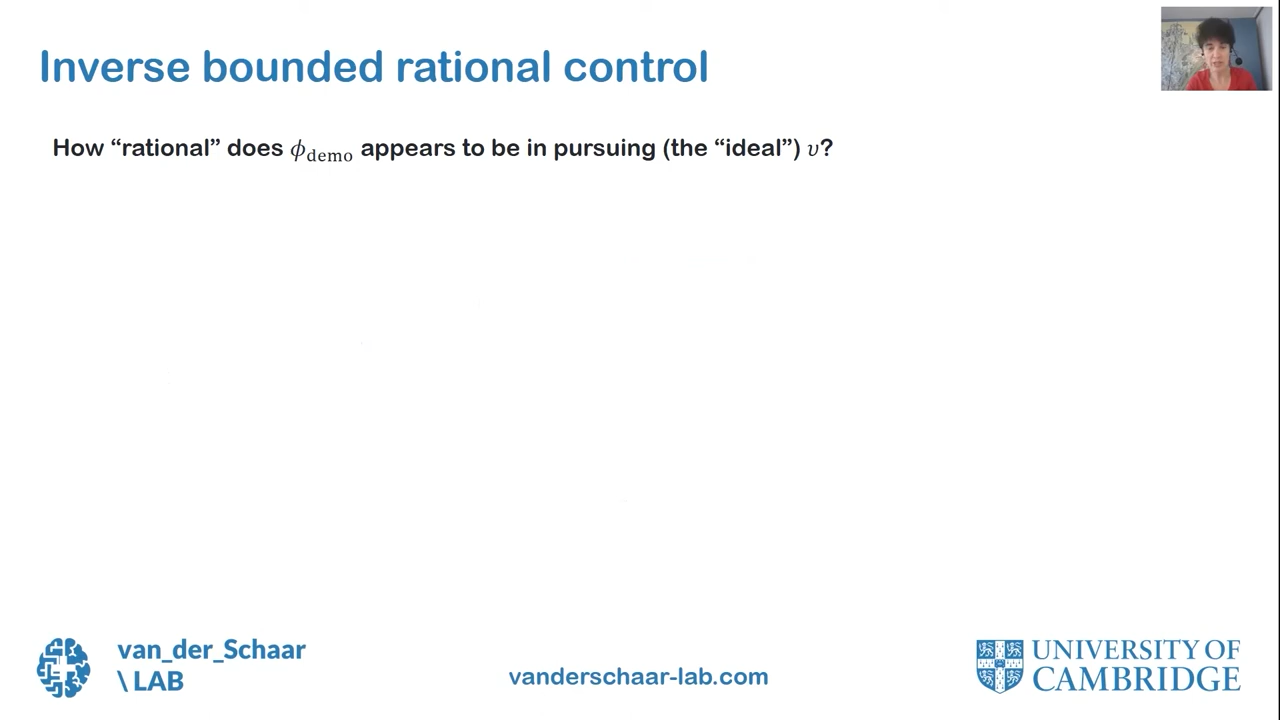 Inverse bounded rational control
How “rational” does ϕdemo appears to be in pursuing (the “ideal”) υ?
van_der_Schaar
\ LAB
vanderschaar-lab.com
UNIVERSITY OF
CAMBRIDGE